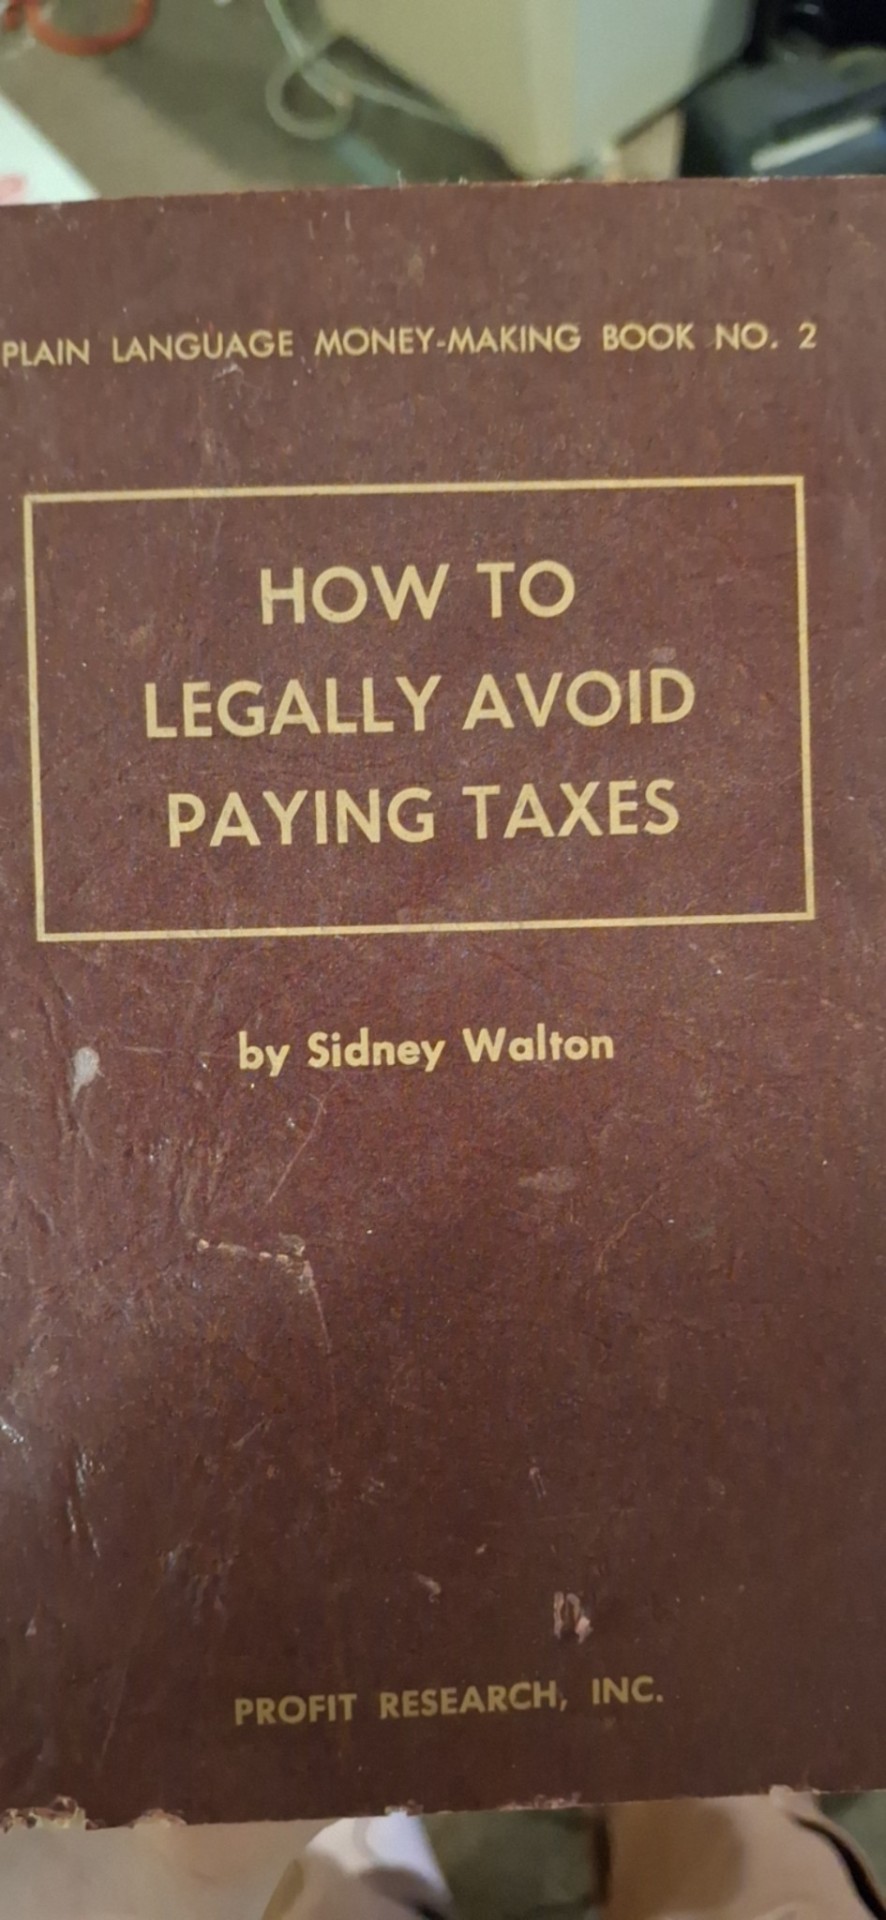 PLAIN LANGUAGE MONEY-MAKING BOOK NO. 2
HOW TO
LEGALLY AVOID
PAYING TAXES
by Sidney Walton
PROFIT RESEARCH, INC.